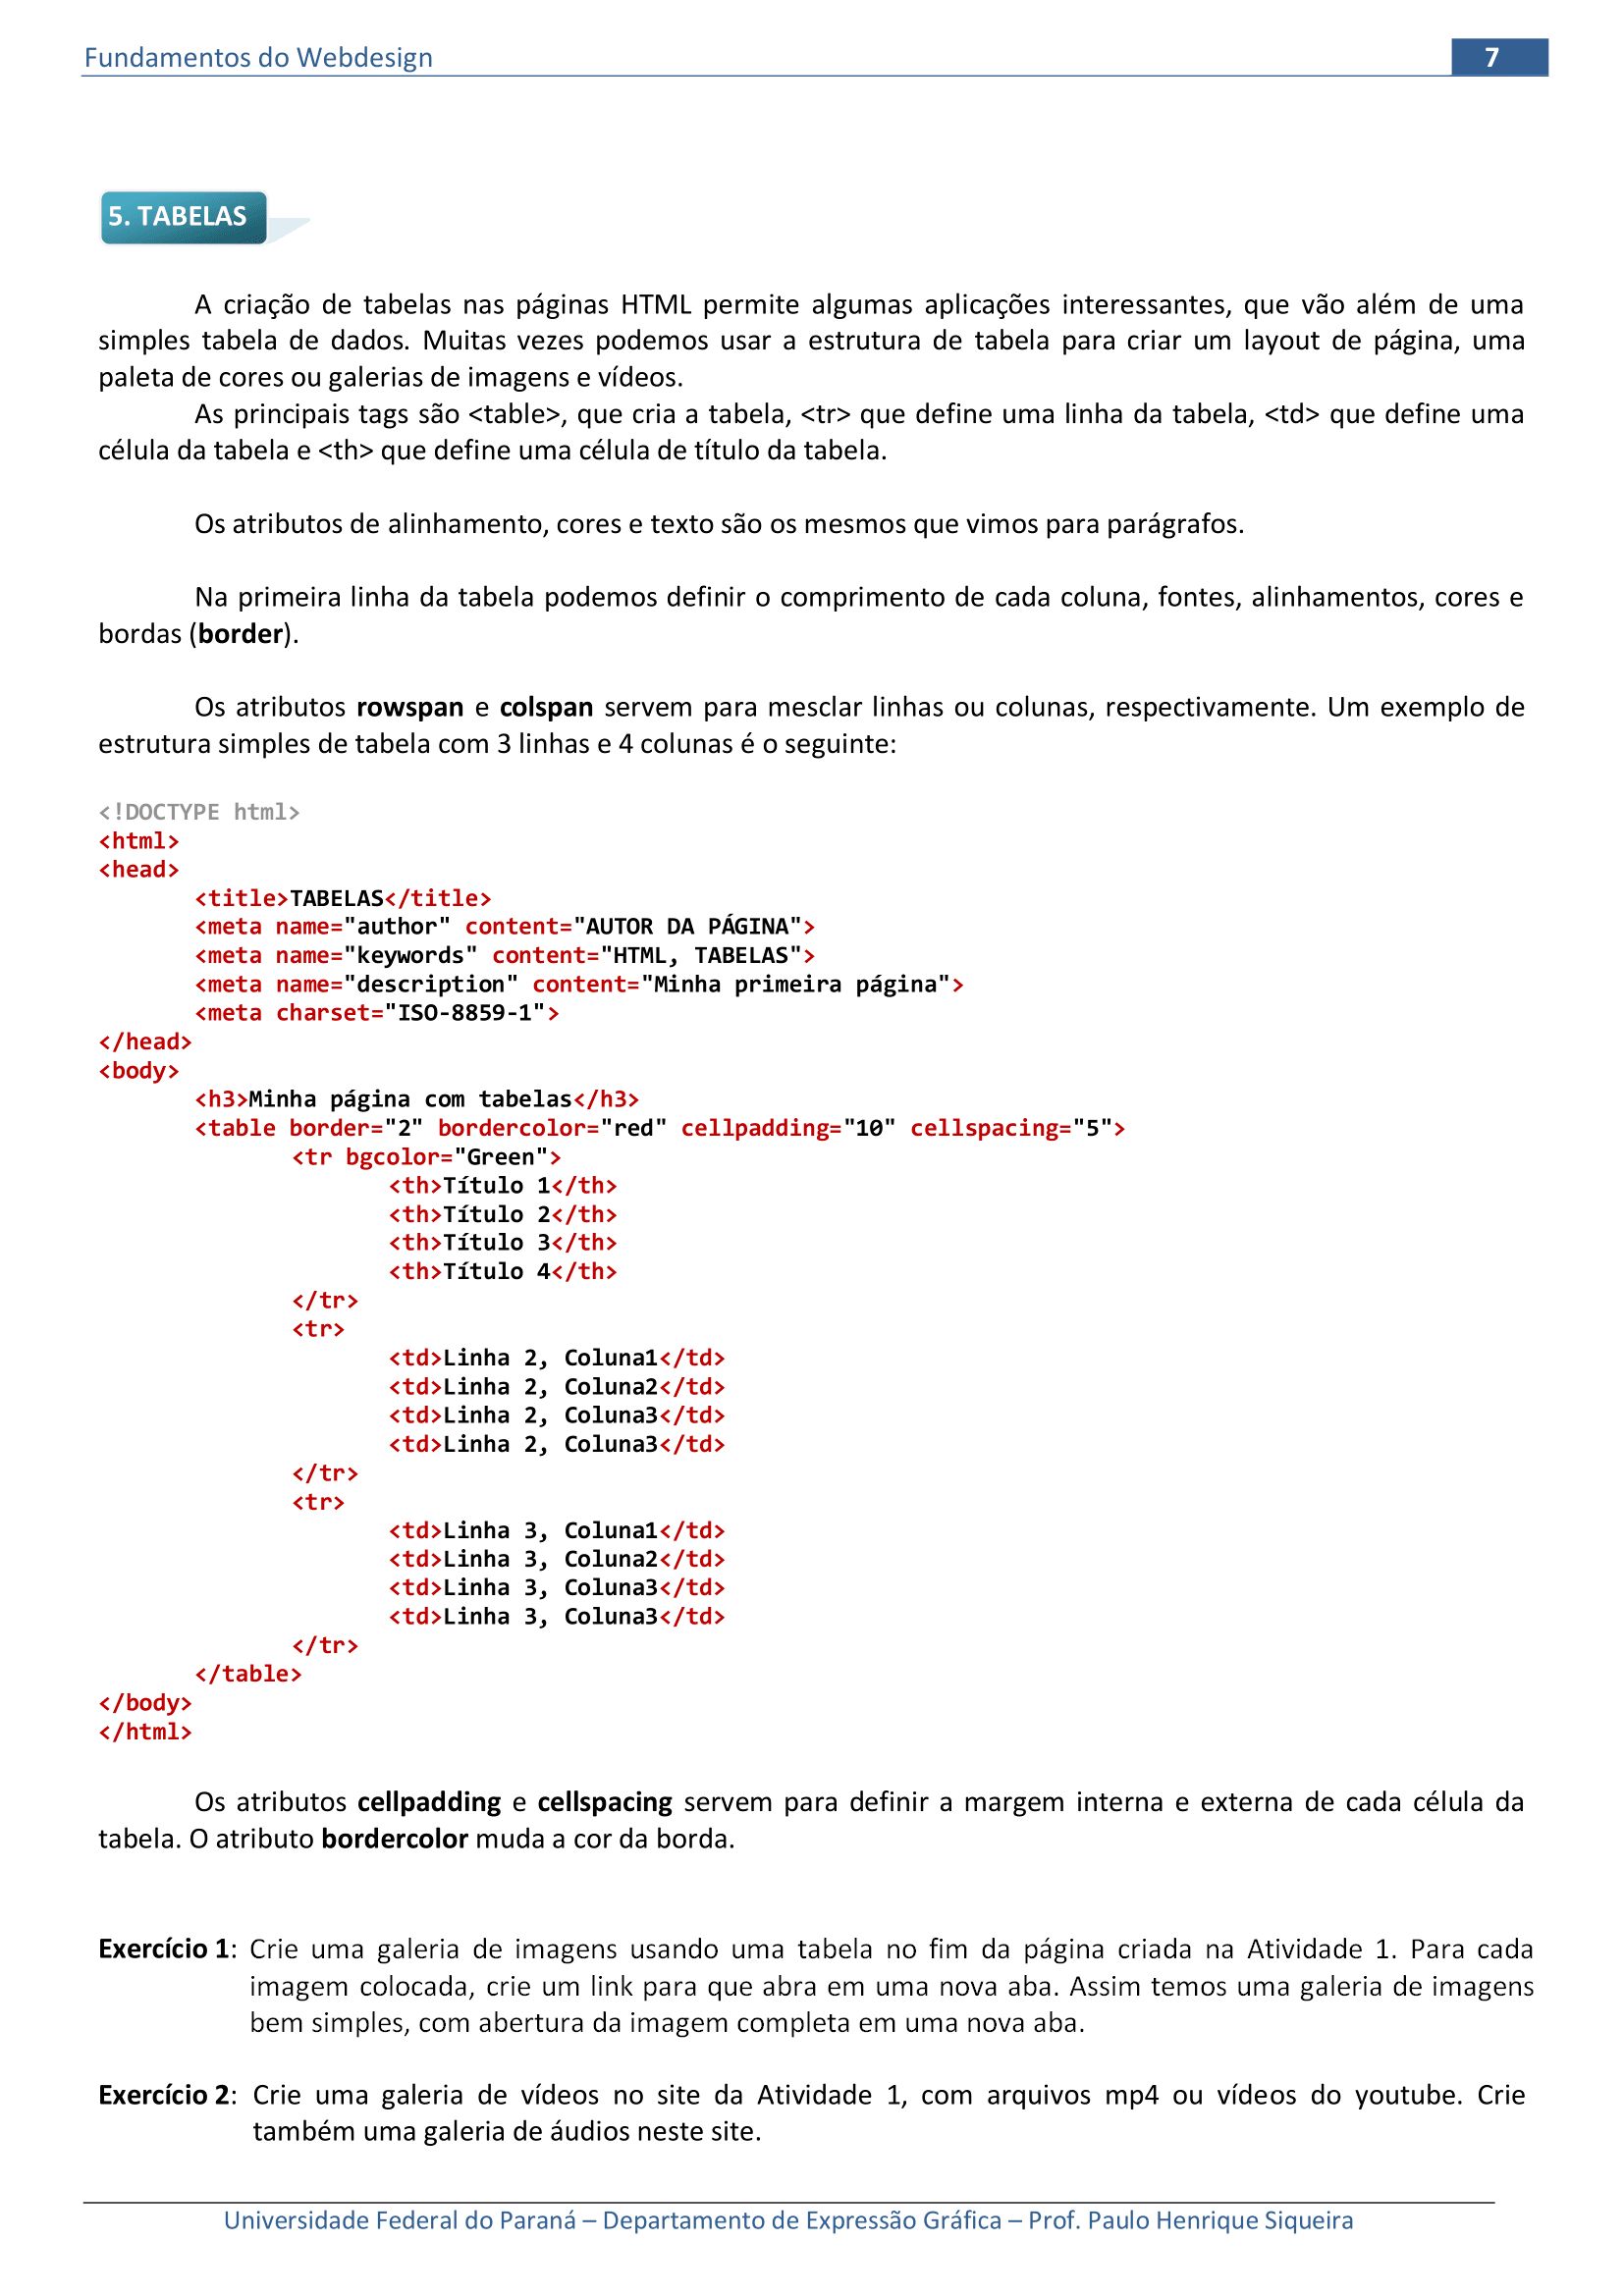 Fundamentos do Webdesign
7
5. TABELAS
A criação de tabelas nas páginas HTML permite algumas aplicações interessantes, que vão além de uma
simples tabela de dados. Muitas vezes podemos usar a estrutura de tabela para criar um layout de página, uma
paleta de cores ou galerias de imagens e vídeos.
As principais tags são <table>, que cria a tabela, <tr> que define uma linha da tabela, <td> que define uma
célula da tabela e <th> que define uma célula de título da tabela.
Os atributos de alinhamento, cores e texto são os mesmos que vimos para parágrafos.
Na primeira linha da tabela podemos definir o comprimento de cada coluna, fontes, alinhamentos, cores e
bordas (border).
Os atributos rowspan e colspan servem para mesclar linhas ou colunas, respectivamente. Um exemplo de
estrutura simples de tabela com 3 linhas e 4 colunas é o seguinte:
<!DOCTYPE html>
<html>
<head>
<title>TABELAS</title>
<meta name="author" content="AUTOR DA PÁGINA">
<meta name="keywords" content="HTML, TABELAS">
<meta name="description" content="Minha primeira página">
<meta charset="ISO-8859-1">
</head>
<body>
<h3>Minha página com tabelas</h3>
<table border="2" bordercolor="red" cellpadding="10" cellspacing="5">
<tr bgcolor="Green">
<th>Título 1</th>
<th>Título 2</th>
<th>Título 3</th>
<th>Título 4</th>
</tr>
<tr>
<td>Linha 2, Coluna1</td>
<td>Linha 2, Coluna2</td>
<td>Linha 2, Coluna3</td>
<td>Linha 2, Coluna3</td>
</tr>
<tr>
<td>Linha 3, Coluna1</td>
<td>Linha 3, Coluna2</td>
<td>Linha 3, Coluna3</td>
<td>Linha 3, Coluna3</td>
</tr>
</table>
</body>
</html>
Os atributos cellpadding e cellspacing servem para definir a margem interna e externa de cada célula da
tabela. O atributo bordercolor muda a cor da borda.
Exercício 1: Crie uma galeria de imagens usando uma tabela no fim da página criada na Atividade 1. Para cada
imagem colocada, crie um link para que abra em uma nova aba. Assim temos uma galeria de imagens
bem simples, com abertura da imagem completa em uma nova aba.
Exercício 2: Crie uma galeria de vídeos no site da Atividade 1, com arquivos mp4 ou vídeos do youtube. Crie
também uma galeria de áudios neste site.
Universidade Federal do Paraná – Departamento de Expressão Gráfica – Prof. Paulo Henrique Siqueira